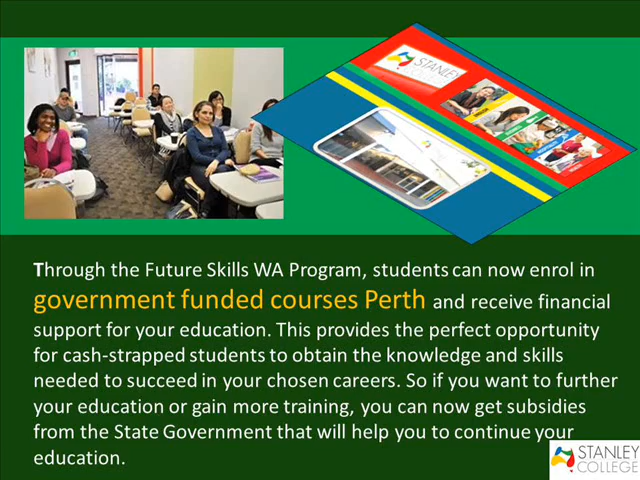 STANLEY
COLLEGE
Through the Future Skills WA Program, students can now enrol in
government funded courses Perth and receive financial
support for your education. This provides the perfect opportunity
for cash-strapped students to obtain the knowledge and skills
needed to succeed in your chosen careers. So if you want to further
your education or gain more training, you can now get subsidies
from the State Government that will help you to continue your
education.
STANLEY
COLLEGE